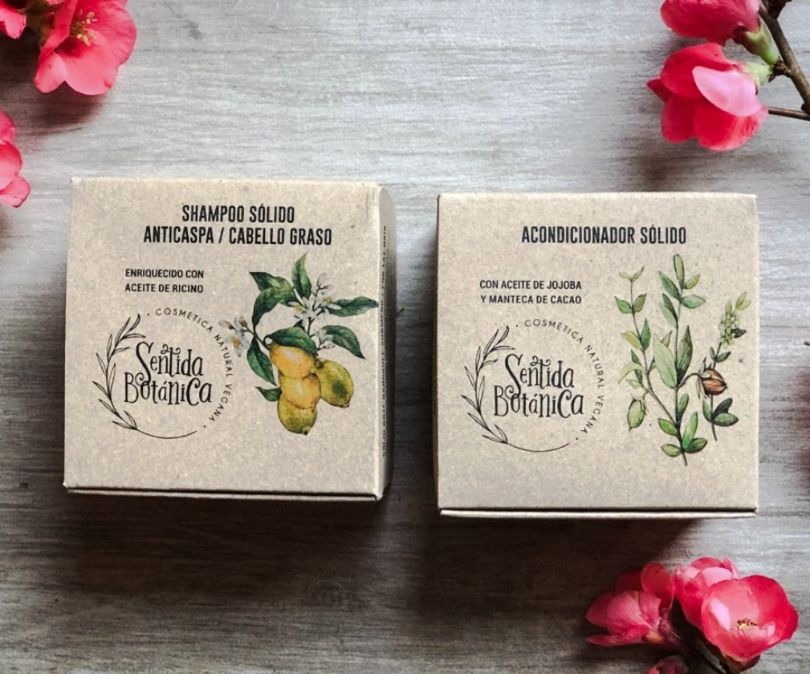 SHAMPOO SÓLIDO
ANTICASPA / CABELLO GRASO
ENRIQUECIDO CON
ACEITE DE RICINO
· COSMÉTICA NATURAL VEGANA ·
Sentida
Botánica
ACONDICIONADOR SÓLIDO
CON ACEITE DE JOJOBA
Y MANTECA DE CACAO
· COSMÉTICA NATURAL VEGANA ·
Sentida
Botánica